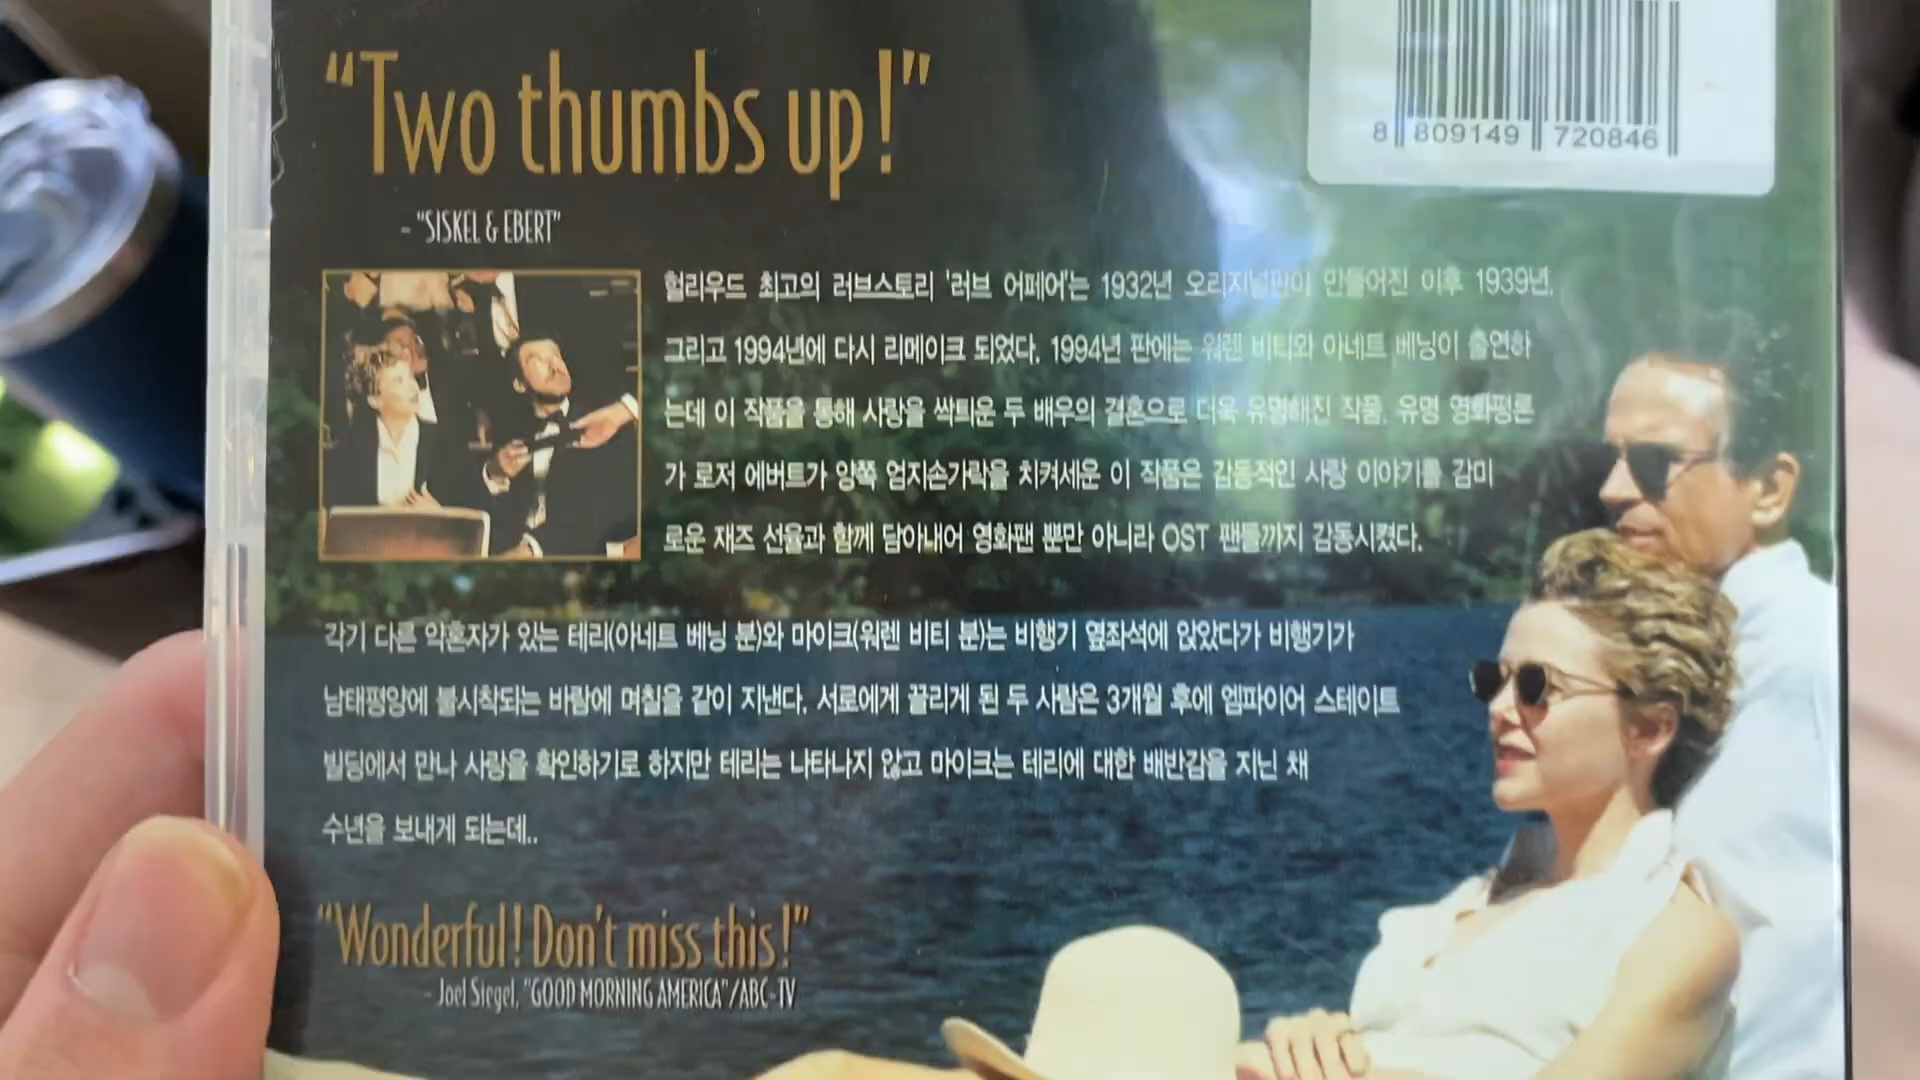 8 809149 720846
“Two thumbs up!”
- "SISKEL & EBERT"
헐리우드 최고의 러브스토리 '러브 어페어'는 1932년 오리지널판이 만들어진 이후 1939년,
그리고 1994년에 다시 리메이크 되었다. 1994년 판에는 워렌 비티와 아네트 베닝이 출연하
는데 이 작품을 통해 사랑을 싹틔운 두 배우의 결혼으로 더욱 유명해진 작품. 유명 영화평론
가 로저 에버트가 양쪽 엄지손가락을 치켜세운 이 작품은 감동적인 사랑 이야기를 감미
로운 재즈 선율과 함께 담아내어 영화팬 뿐만 아니라 OST 팬들까지 감동시켰다.
각기 다른 약혼자가 있는 테리(아네트 베닝 분)와 마이크(워렌 비티 분)는 비행기 옆좌석에 앉았다가 비행기가
남태평양에 불시착되는 바람에 며칠을 같이 지낸다. 서로에게 끌리게 된 두 사람은 3개월 후에 엠파이어 스테이트
빌딩에서 만나 사랑을 확인하기로 하지만 테리는 나타나지 않고 마이크는 테리에 대한 배반감을 지닌 채
수년을 보내게 되는데..
“Wonderful! Don't miss this!”
- Joel Siegel, "GOOD MORNING AMERICA"/ABC-TV